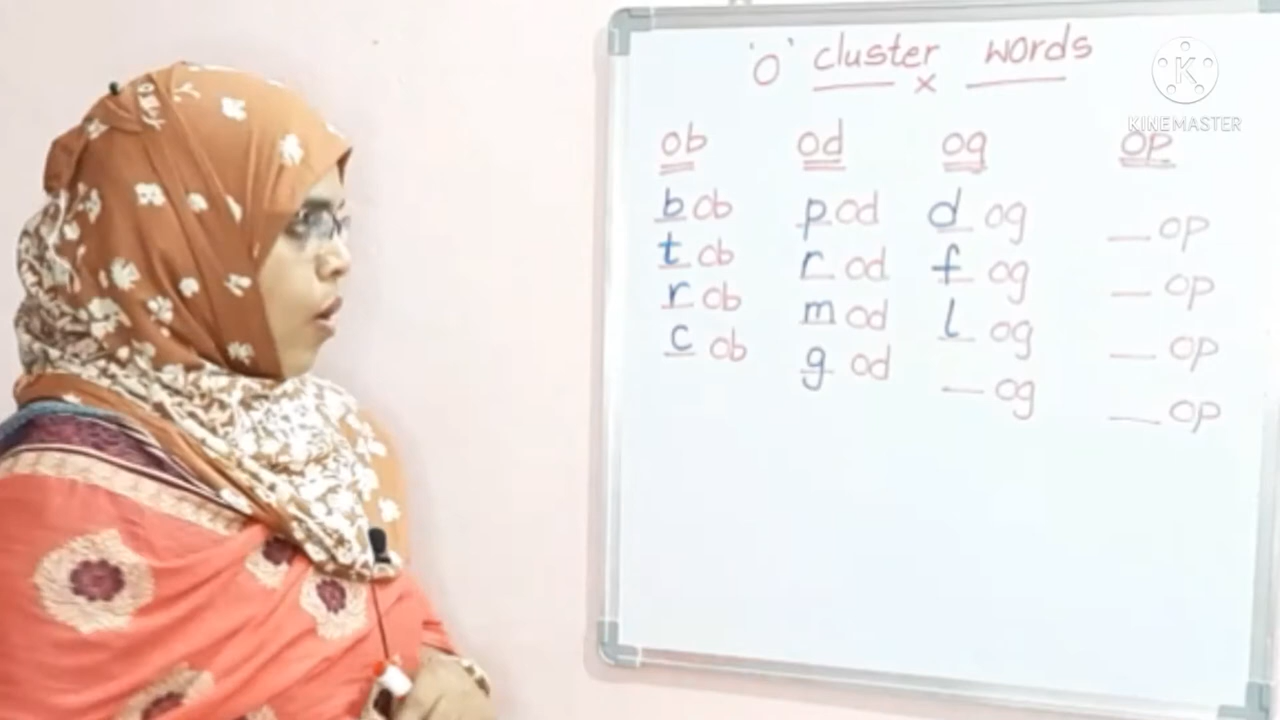 'o' cluster words
x
K
KINEMASTER
ob od og op
bob pod dog _op
tob rod fog _op
rob mod log _op
cob god _og _op